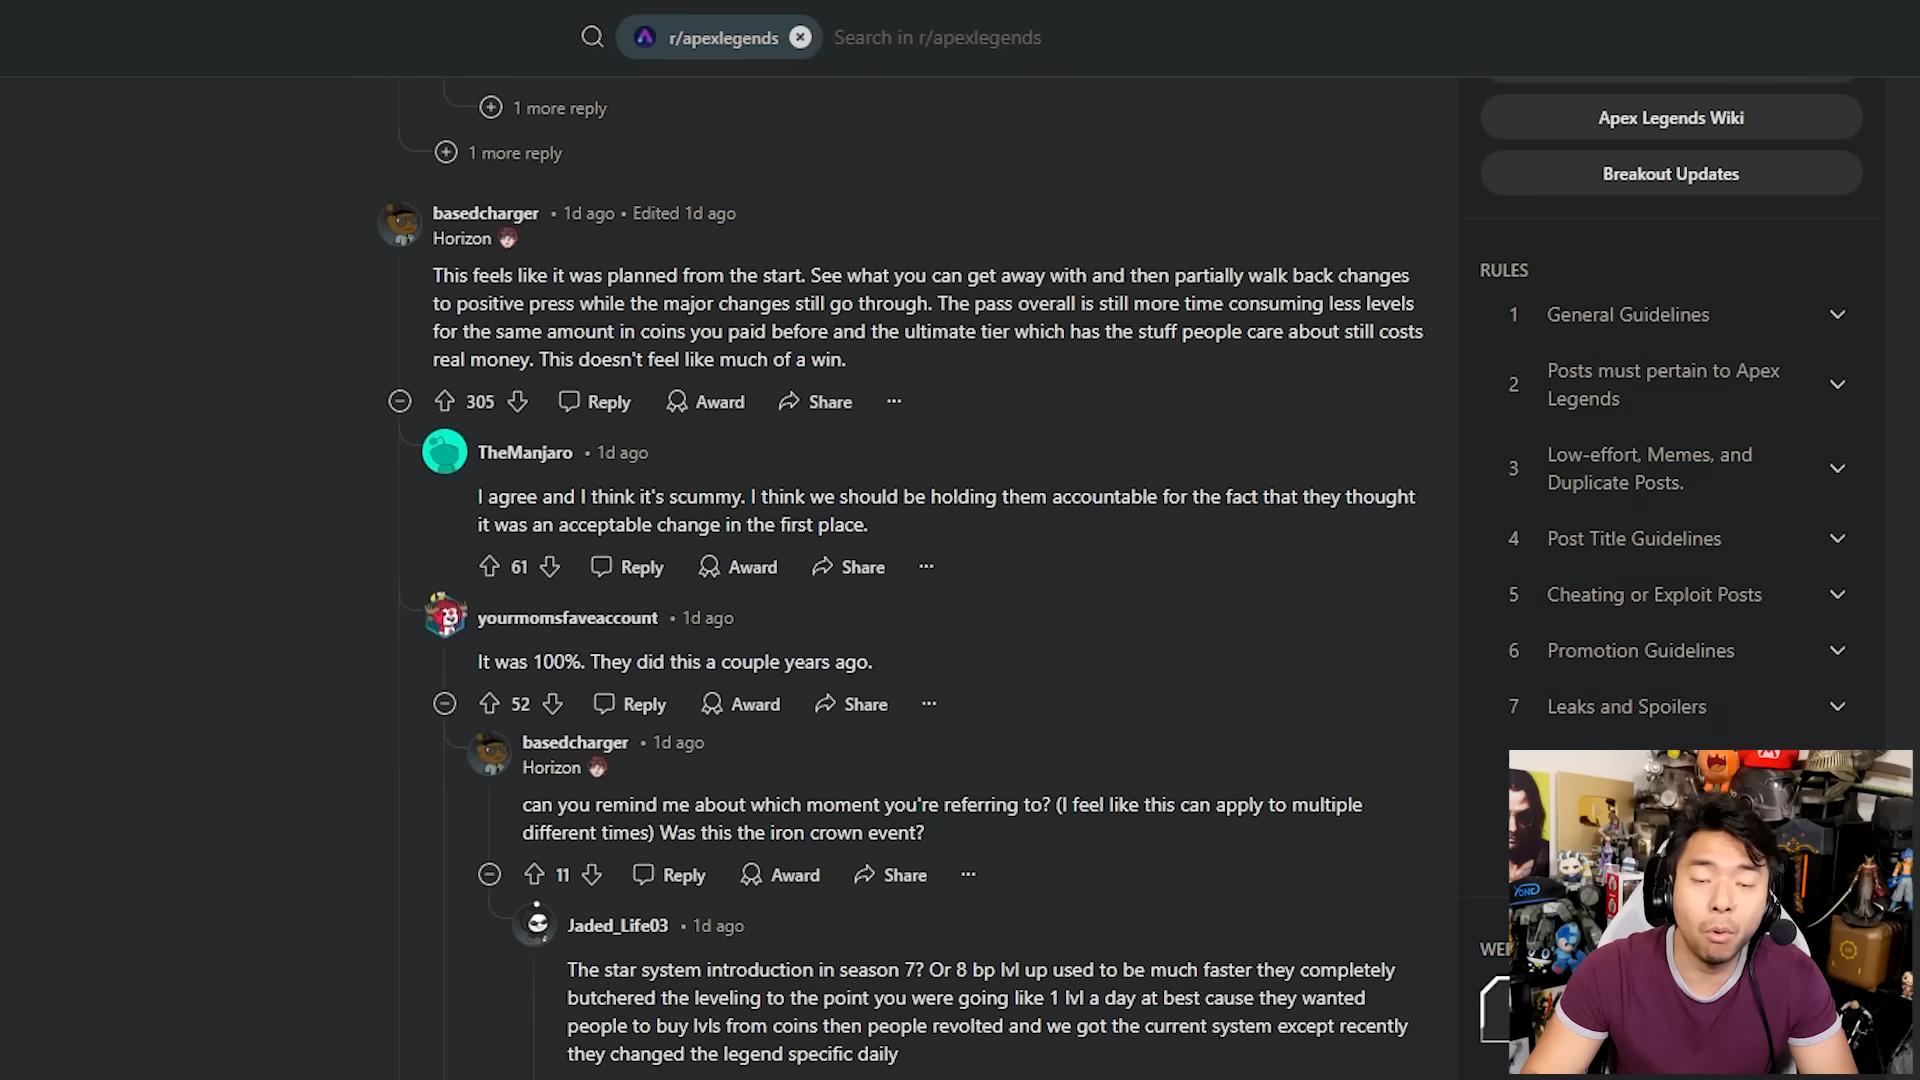 r/apexlegends
Search in r/apexlegends
1 more reply
1 more reply
Apex Legends Wiki
Breakout Updates
basedcharger • 1d ago • Edited 1d ago
Horizon
This feels like it was planned from the start. See what you can get away with and then partially walk back changes
to positive press while the major changes still go through. The pass overall is still more time consuming less levels
for the same amount in coins you paid before and the ultimate tier which has the stuff people care about still costs
real money. This doesn't feel like much of a win.
305 Reply Award Share ...
TheManjaro • 1d ago
I agree and I think it's scummy. I think we should be holding them accountable for the fact that they thought
it was an acceptable change in the first place.
61 Reply Award Share ...
yourmomsfaveaccount • 1d ago
It was 100%. They did this a couple years ago.
52 Reply Award Share ...
basedcharger • 1d ago
Horizon
can you remind me about which moment you're referring to? (I feel like this can apply to multiple
different times) Was this the iron crown event?
11 Reply Award Share ...
Jaded_Life03 • 1d ago
The star system introduction in season 7? Or 8 bp lvl up used to be much faster they completely
butchered the leveling to the point you were going like 1 lvl a day at best cause they wanted
people to buy lvls from coins then people revolted and we got the current system except recently
they changed the legend specific daily
RULES
1 General Guidelines
2 Posts must pertain to Apex
Legends
3 Low-effort, Memes, and
Duplicate Posts.
4 Post Title Guidelines
5 Cheating or Exploit Posts
6 Promotion Guidelines
7 Leaks and Spoilers